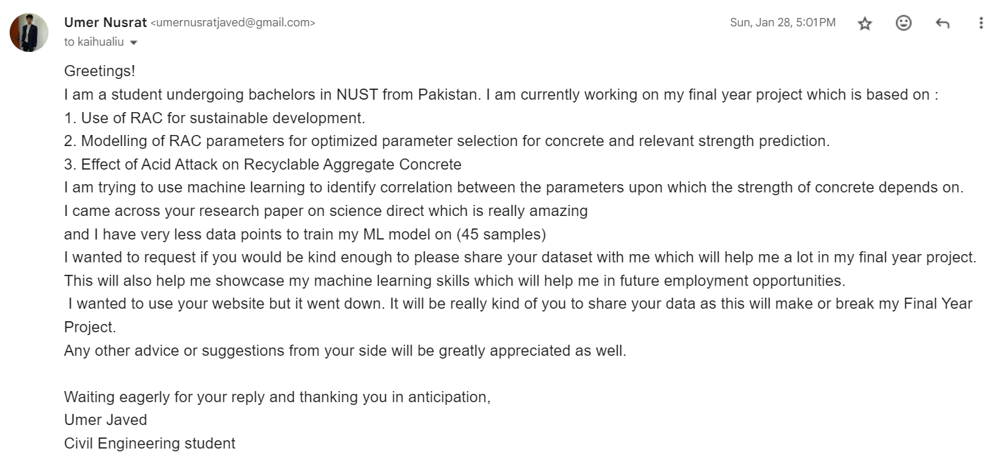 Umer Nusrat <umernusratjaved@gmail.com>
Sun, Jan 28, 5:01 PM
to kaihualiu
Greetings!
I am a student undergoing bachelors in NUST from Pakistan. I am currently working on my final year project which is based on :
1. Use of RAC for sustainable development.
2. Modelling of RAC parameters for optimized parameter selection for concrete and relevant strength prediction.
3. Effect of Acid Attack on Recyclable Aggregate Concrete
I am trying to use machine learning to identify correlation between the parameters upon which the strength of concrete depends on.
I came across your research paper on science direct which is really amazing
and I have very less data points to train my ML model on (45 samples)
I wanted to request if you would be kind enough to please share your dataset with me which will help me a lot in my final year project.
This will also help me showcase my machine learning skills which will help me in future employment opportunities.
I wanted to use your website but it went down. It will be really kind of you to share your data as this will make or break my Final Year
Project.
Any other advice or suggestions from your side will be greatly appreciated as well.
Waiting eagerly for your reply and thanking you in anticipation,
Umer Javed
Civil Engineering student